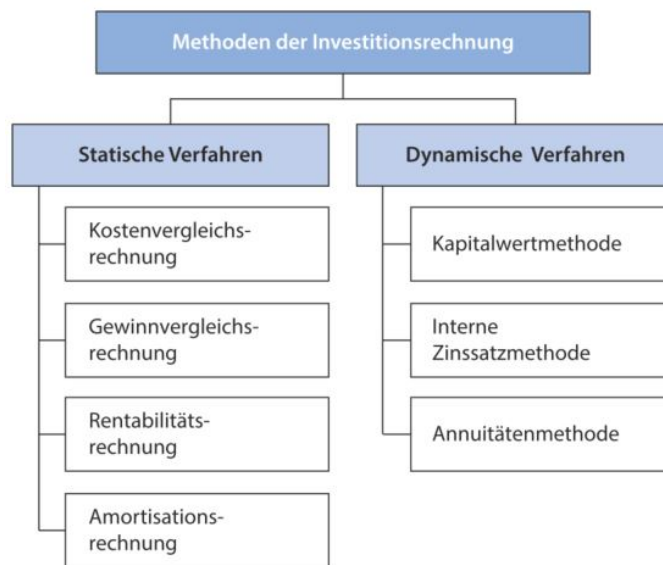 Methoden der Investitionsrechnung
Statische Verfahren
Kostenvergleichs-
rechnung
Gewinnvergleichs-
rechnung
Rentabilitäts-
rechnung
Amortisations-
rechnung
Dynamische Verfahren
Kapitalwertmethode
Interne
Zinssatzmethode
Annuitätenmethode